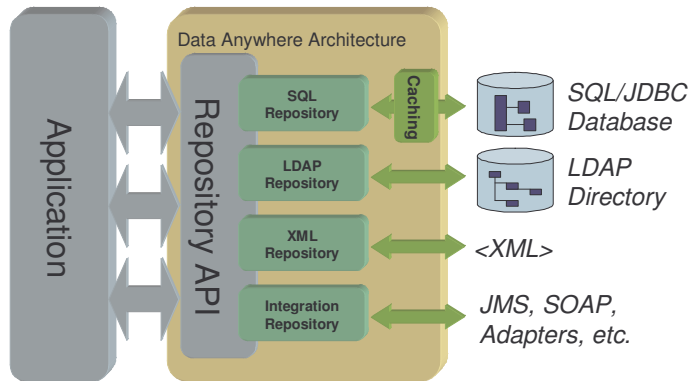 Data Anywhere Architecture
Application
Repository API
SQL
Repository
Caching
SQL/JDBC
Database
LDAP
Repository
LDAP
Directory
XML
Repository
<XML>
Integration
Repository
JMS, SOAP,
Adapters, etc.